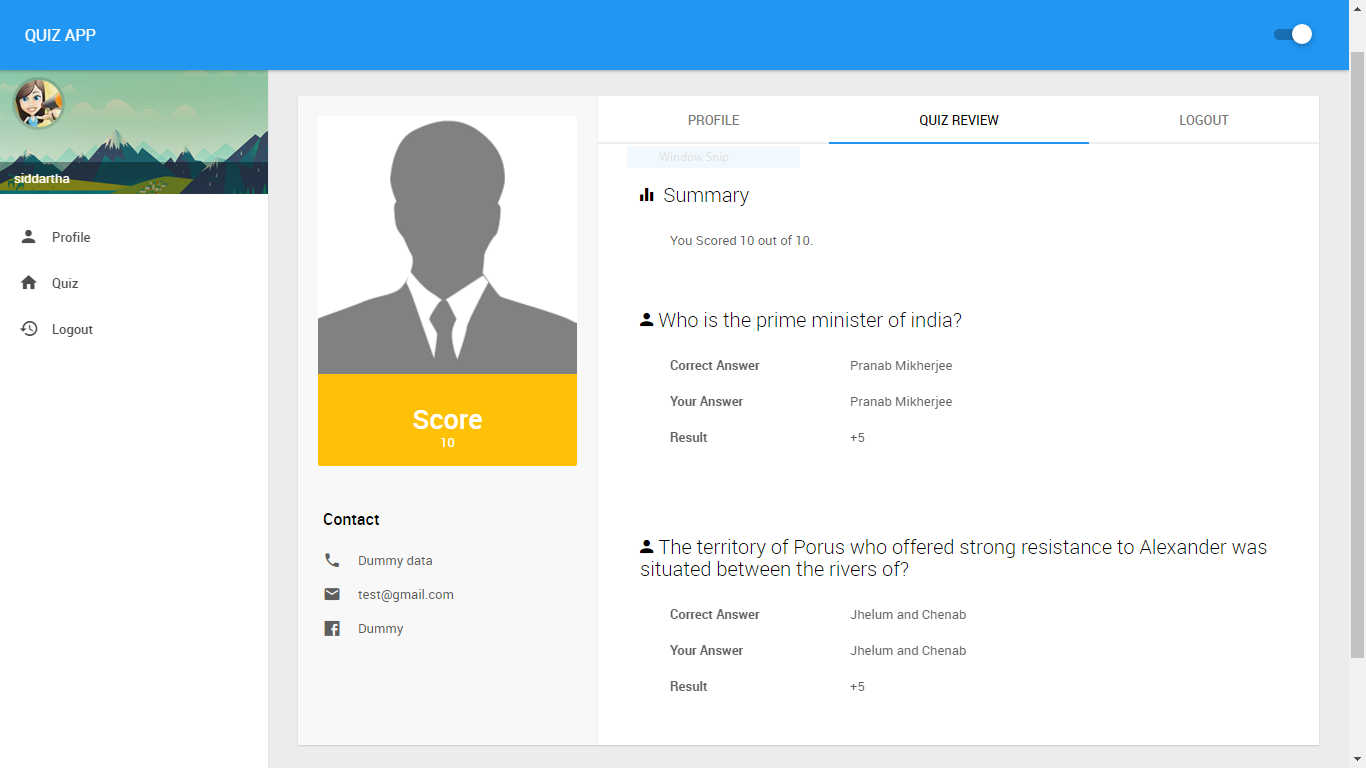 QUIZ APP
siddartha
Profile
Quiz
Logout
Score
10
Contact
Dummy data
test@gmail.com
Dummy
PROFILE QUIZ REVIEW LOGOUT
Window Snip
Summary
You Scored 10 out of 10.
Who is the prime minister of india?
Correct Answer Pranab Mikherjee
Your Answer Pranab Mikherjee
Result +5
The territory of Porus who offered strong resistance to Alexander was
situated between the rivers of?
Correct Answer Jhelum and Chenab
Your Answer Jhelum and Chenab
Result +5